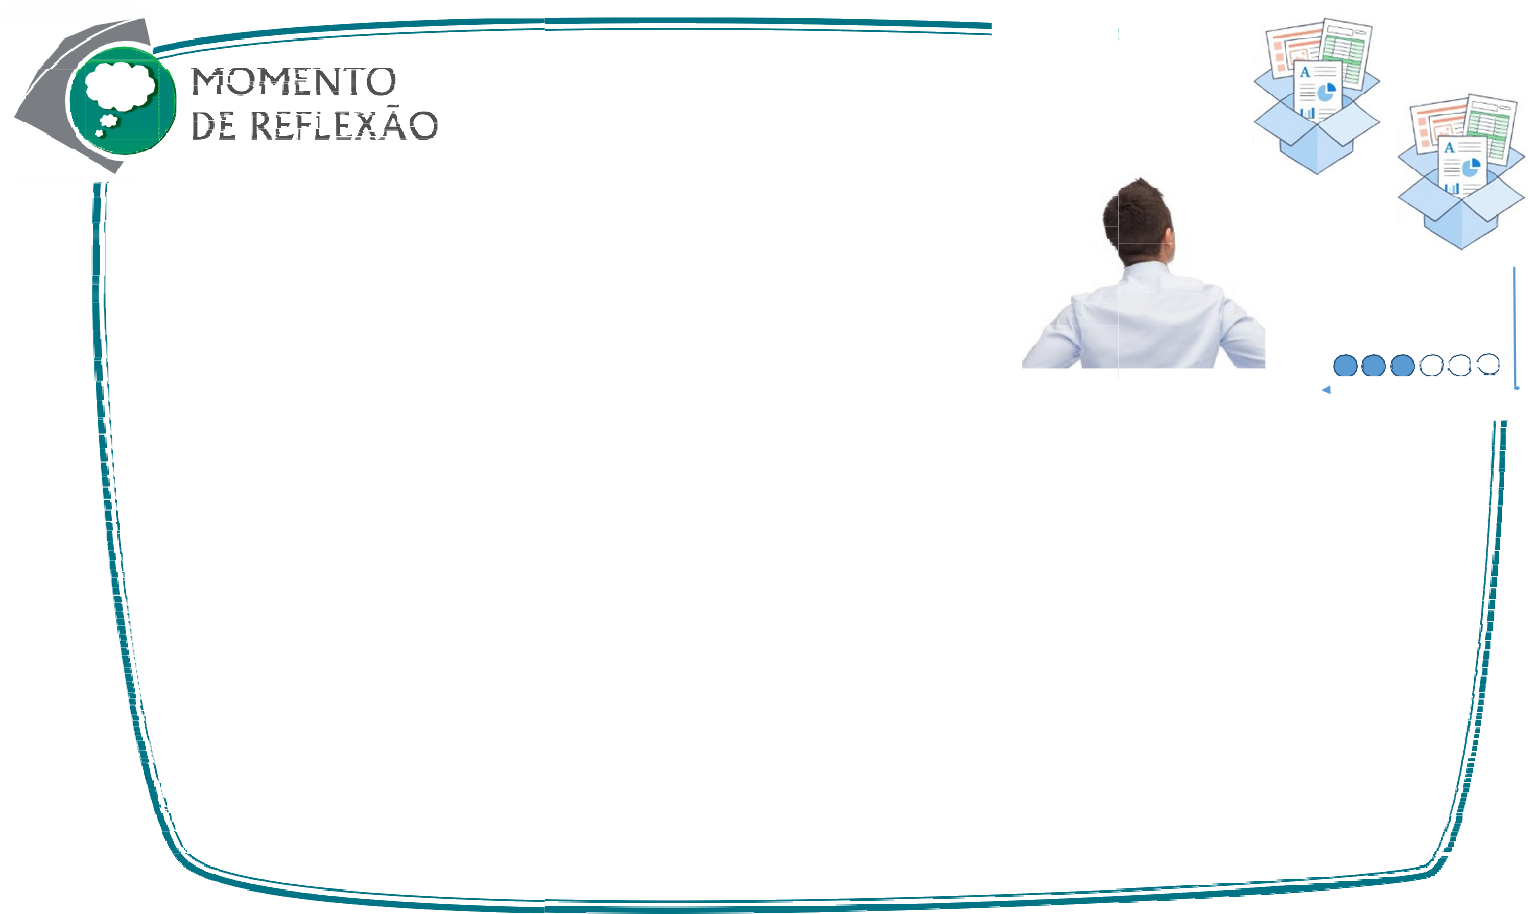 MOMENTO
DE REFLEXÃO
A
A